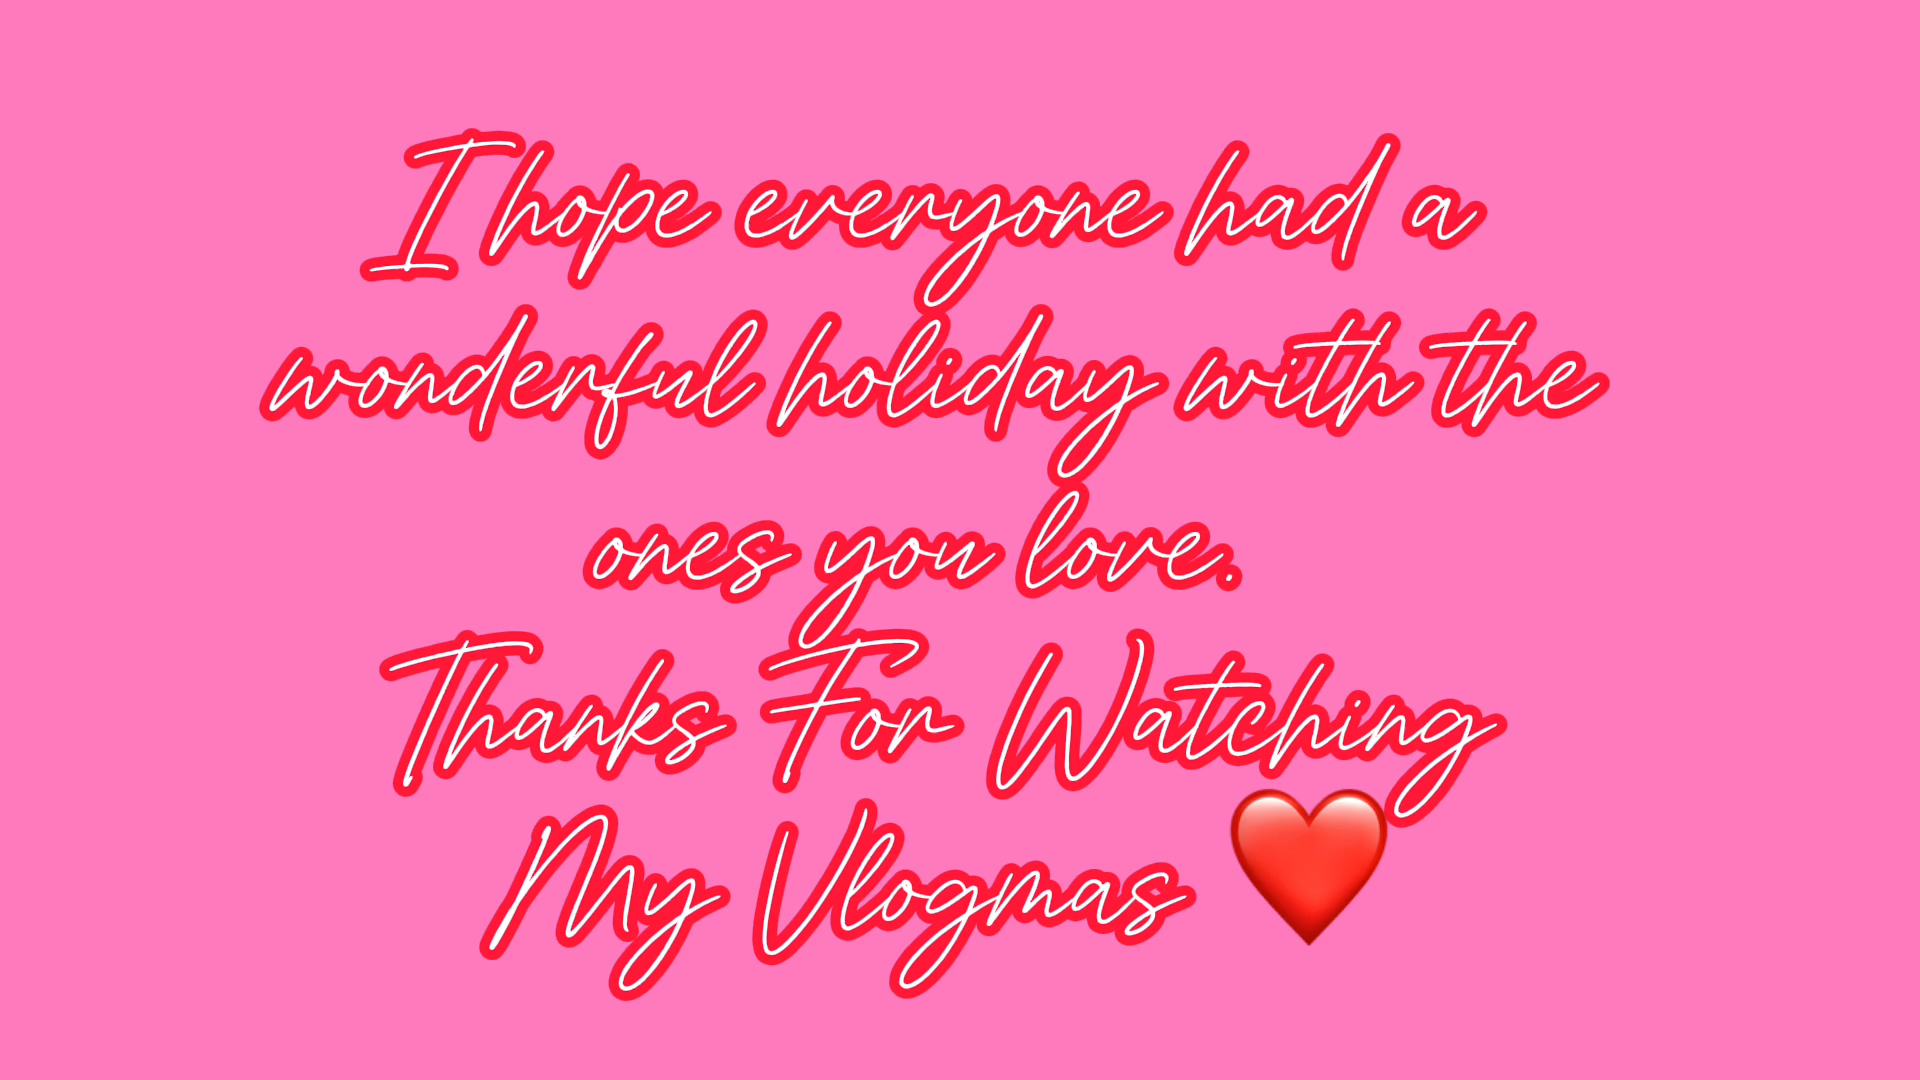 I hope everyone had a
wonderful holiday with the
ones you love.
Thanks For Watching
My Vlogmas ❤️